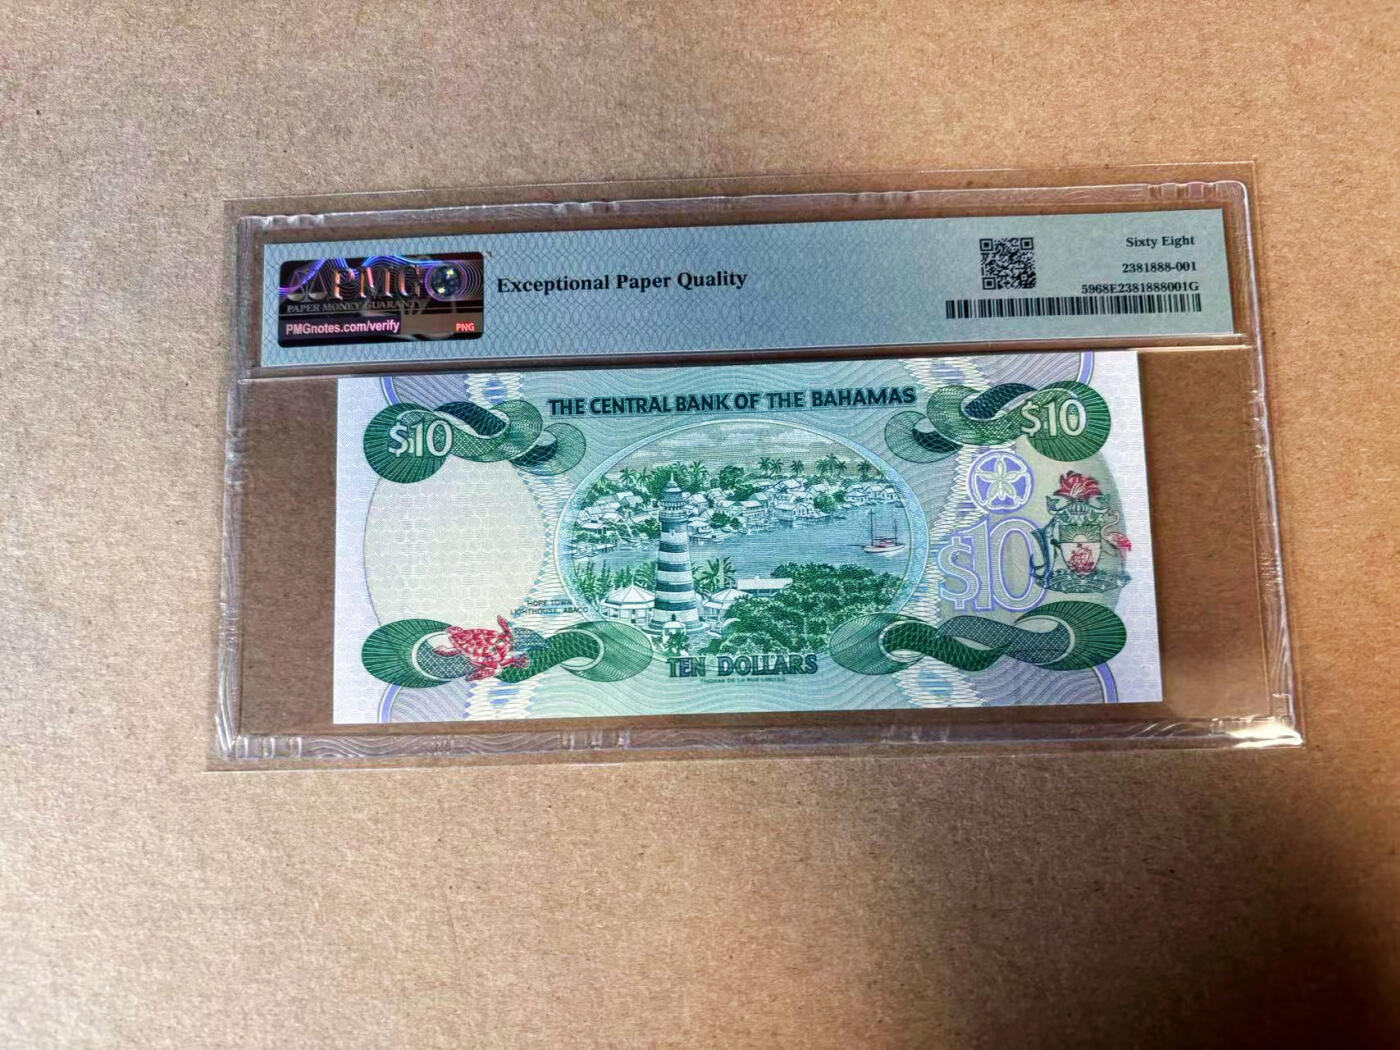 PMG
PAPER MONEY GUARANTY
PMGnotes.com/verify
PNG
Exceptional Paper Quality
Sixty Eight
2381888-001
5968E2381888001G
THE CENTRAL BANK OF THE BAHAMAS
$10
$10
$10
HOPE TOWN
LIGHTHOUSE, ABACO
TEN DOLLARS
THOMAS DE LA RUE LIMITED